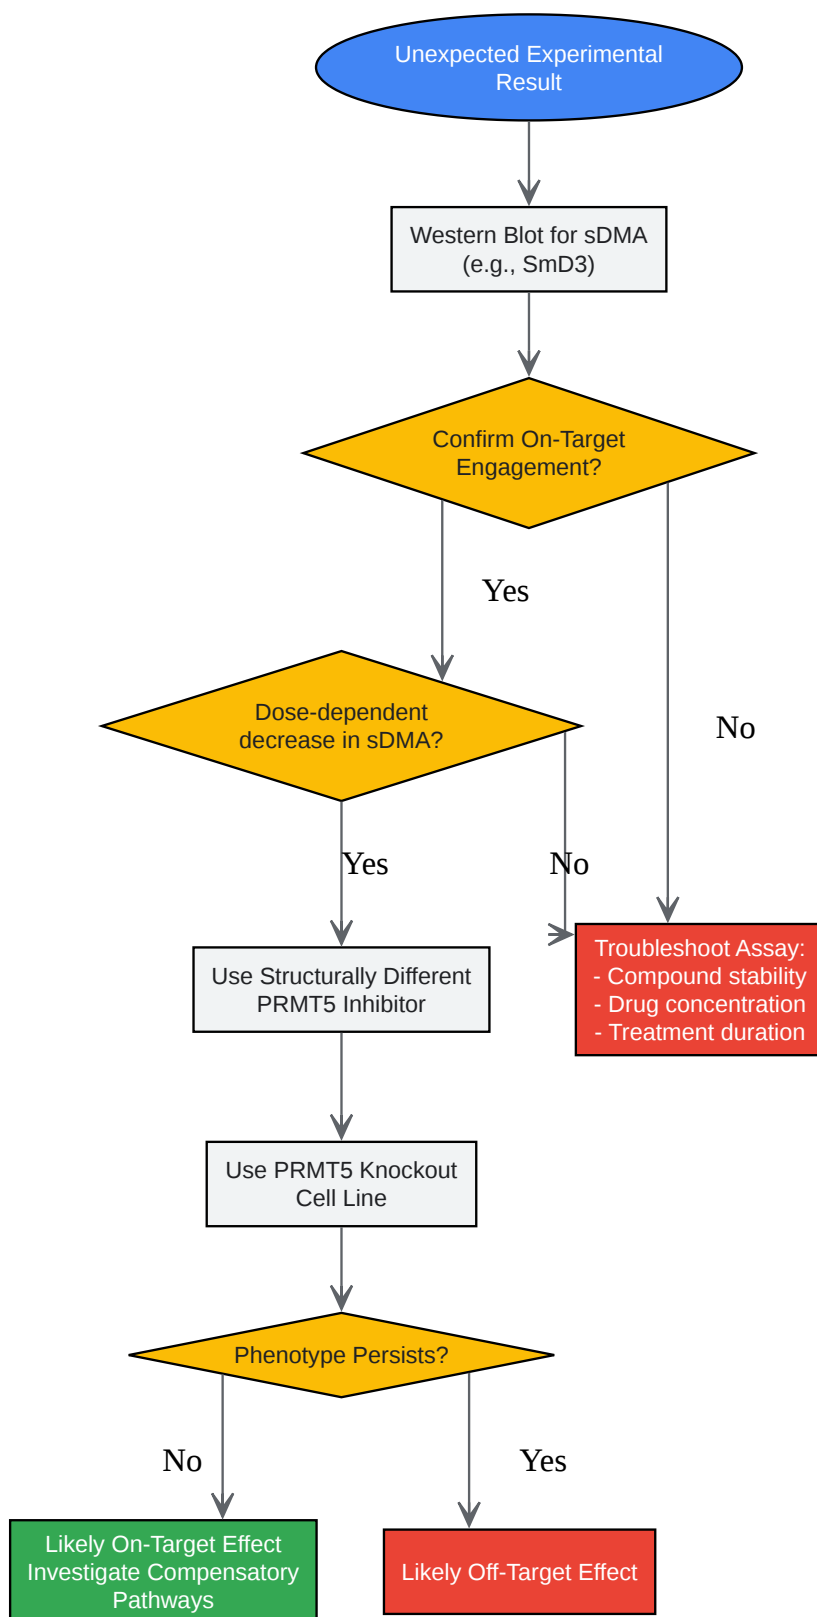 Unexpected Experimental
Result
Western Blot for sDMA
(e.g., SmD3)
Confirm On-Target
Engagement?
Yes
No
Dose-dependent
decrease in sDMA?
Yes
No
Troubleshoot Assay:
- Compound stability
- Drug concentration
- Treatment duration
Use Structurally Different
PRMT5 Inhibitor
Use PRMT5 Knockout
Cell Line
Phenotype Persists?
No
Yes
Likely On-Target Effect
Investigate Compensatory
Pathways
Likely Off-Target Effect